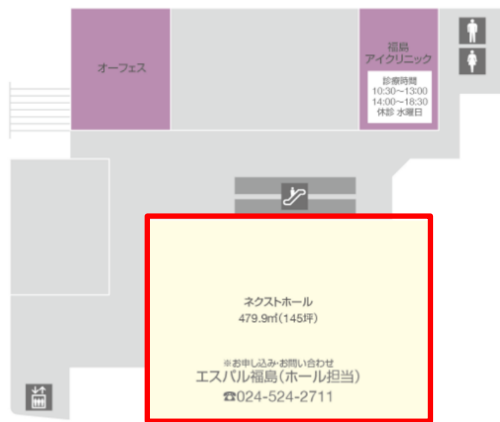 オーフェス
福島
アイクリニック
診療時間
10:30〜13:00
14:00〜18:30
休診 水曜日
ネクストホール
479.9㎡(145坪)
※お申し込み・お問い合わせ
エスパル福島(ホール担当)
☎024-524-2711